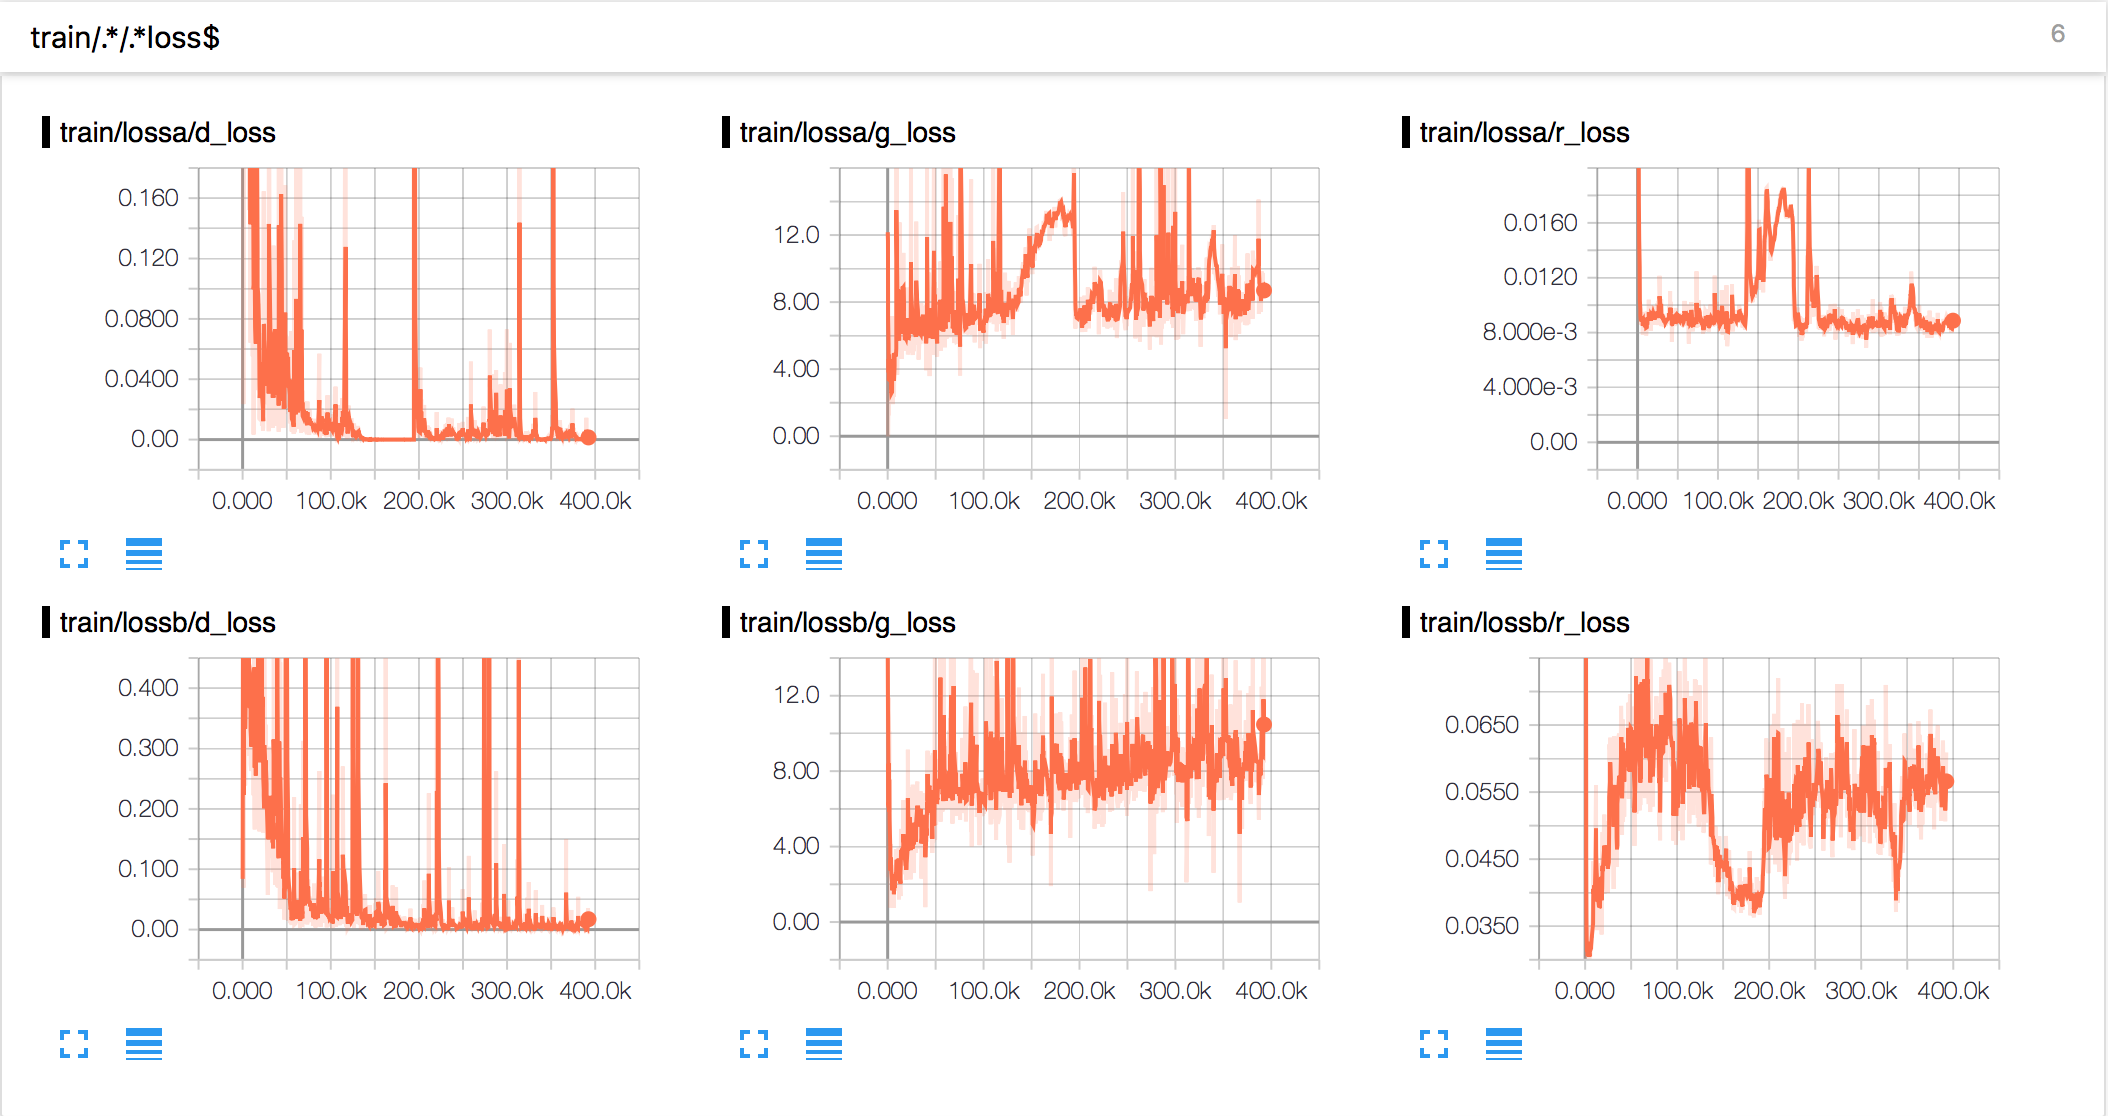 train/.*/.*loss$
6
train/lossa/d_loss
0.160
0.120
0.0800
0.0400
0.00
0.000 100.0k 200.0k 300.0k 400.0k
train/lossa/g_loss
12.0
8.00
4.00
0.00
0.000 100.0k 200.0k 300.0k 400.0k
train/lossa/r_loss
0.0160
0.0120
8.000e-3
4.000e-3
0.00
0.000 100.0k 200.0k 300.0k 400.0k
train/lossb/d_loss
0.400
0.300
0.200
0.100
0.00
0.000 100.0k 200.0k 300.0k 400.0k
train/lossb/g_loss
12.0
8.00
4.00
0.00
0.000 100.0k 200.0k 300.0k 400.0k
train/lossb/r_loss
0.0650
0.0550
0.0450
0.0350
0.000 100.0k 200.0k 300.0k 400.0k